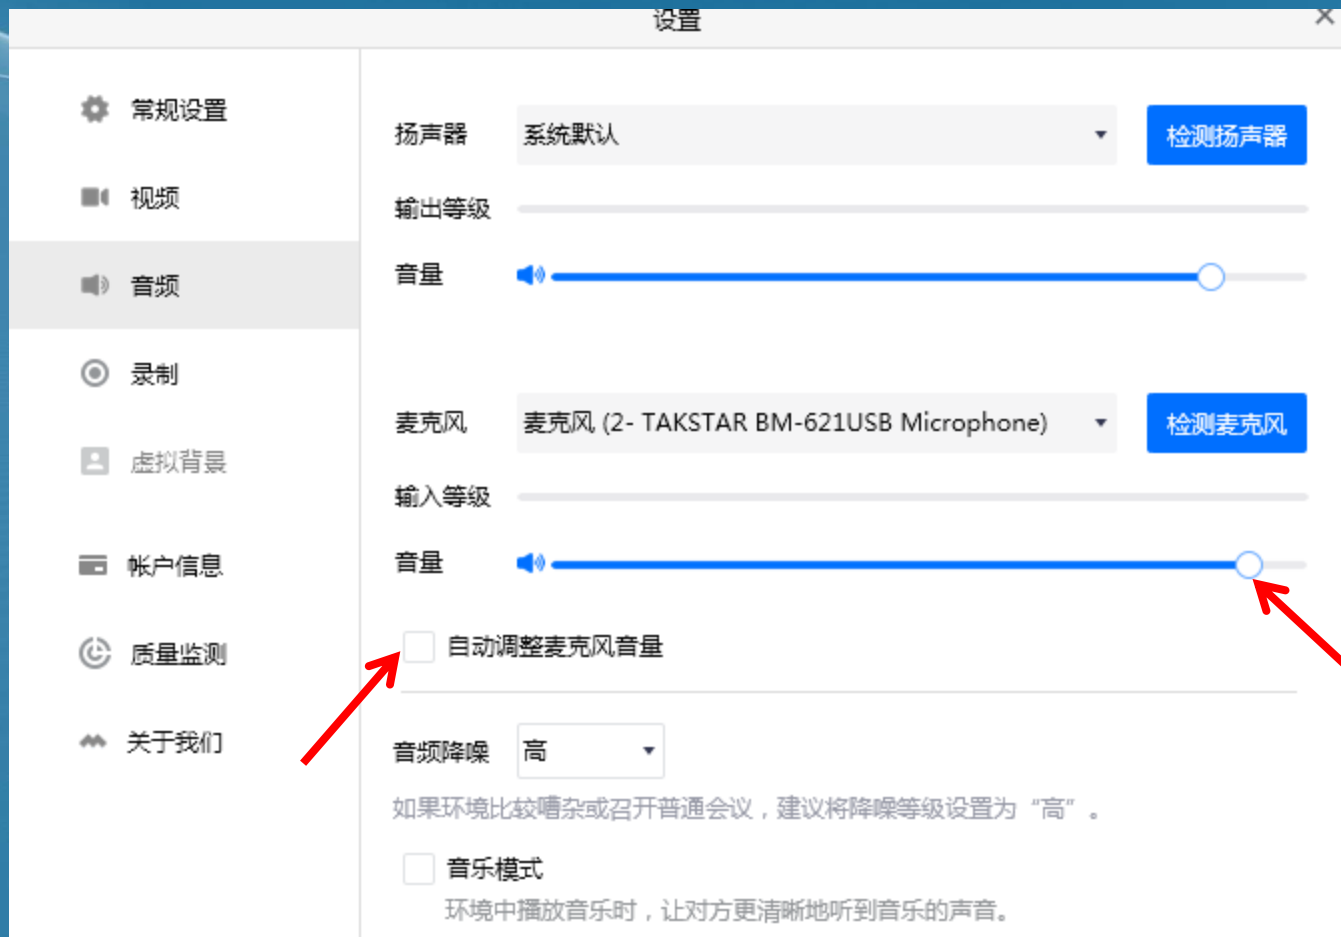 设置
常规设置
视频
音频
录制
虚拟背景
帐户信息
质量监测
关于我们
扬声器 系统默认 检测扬声器
输出等级
音量
麦克风 麦克风 (2- TAKSTAR BM-621USB Microphone) 检测麦克风
输入等级
音量
自动调整麦克风音量
音频降噪 高
如果环境比较嘈杂或召开普通会议，建议将降噪等级设置为“高”。
音乐模式
环境中播放音乐时，让对方更清晰地听到音乐的声音。